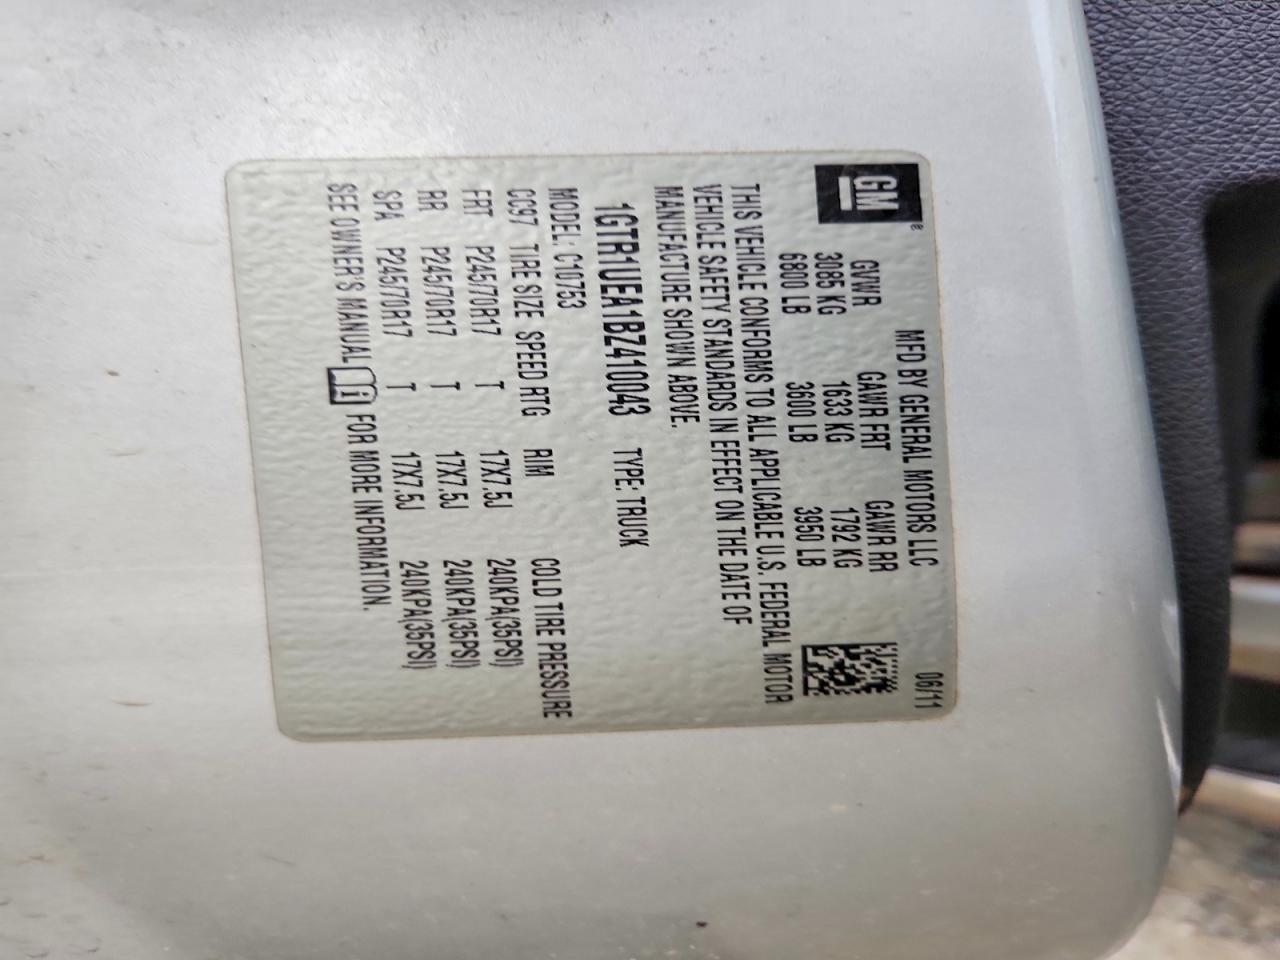 GM®
MFD BY GENERAL MOTORS LLC 06/11
GVWR GAWR FRT GAWR RR
3085 KG 1633 KG 1792 KG
6800 LB 3600 LB 3950 LB
THIS VEHICLE CONFORMS TO ALL APPLICABLE U.S. FEDERAL MOTOR
VEHICLE SAFETY STANDARDS IN EFFECT ON THE DATE OF
MANUFACTURE SHOWN ABOVE.
1GTR1UEA1BZ410043 TYPE: TRUCK
MODEL: C10753
CC97 TIRE SIZE SPEED RTG RIM COLD TIRE PRESSURE
FRT P245/70R17 T 17X7.5J 240KPA(35PSI)
RR P245/70R17 T 17X7.5J 240KPA(35PSI)
SPA P245/70R17 T 17X7.5J 240KPA(35PSI)
SEE OWNER'S MANUAL i FOR MORE INFORMATION.